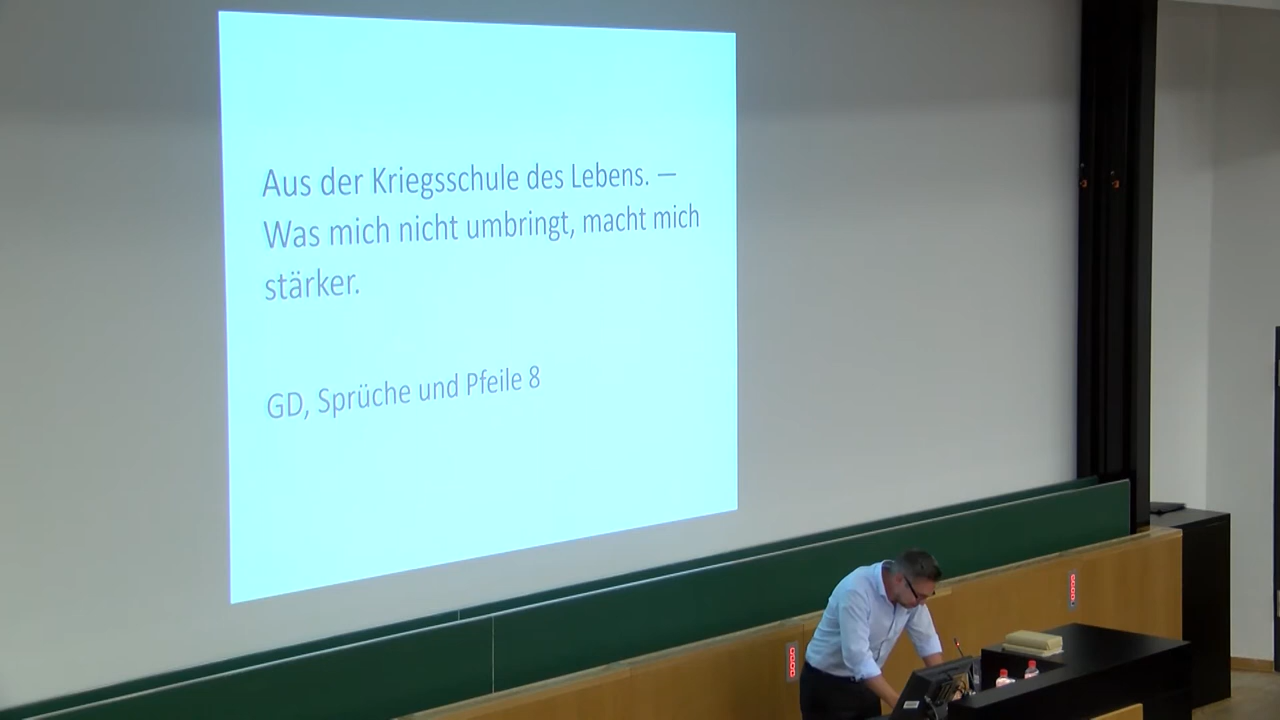 Aus der Kriegsschule des Lebens. —
Was mich nicht umbringt, macht mich
stärker.
GD, Sprüche und Pfeile 8